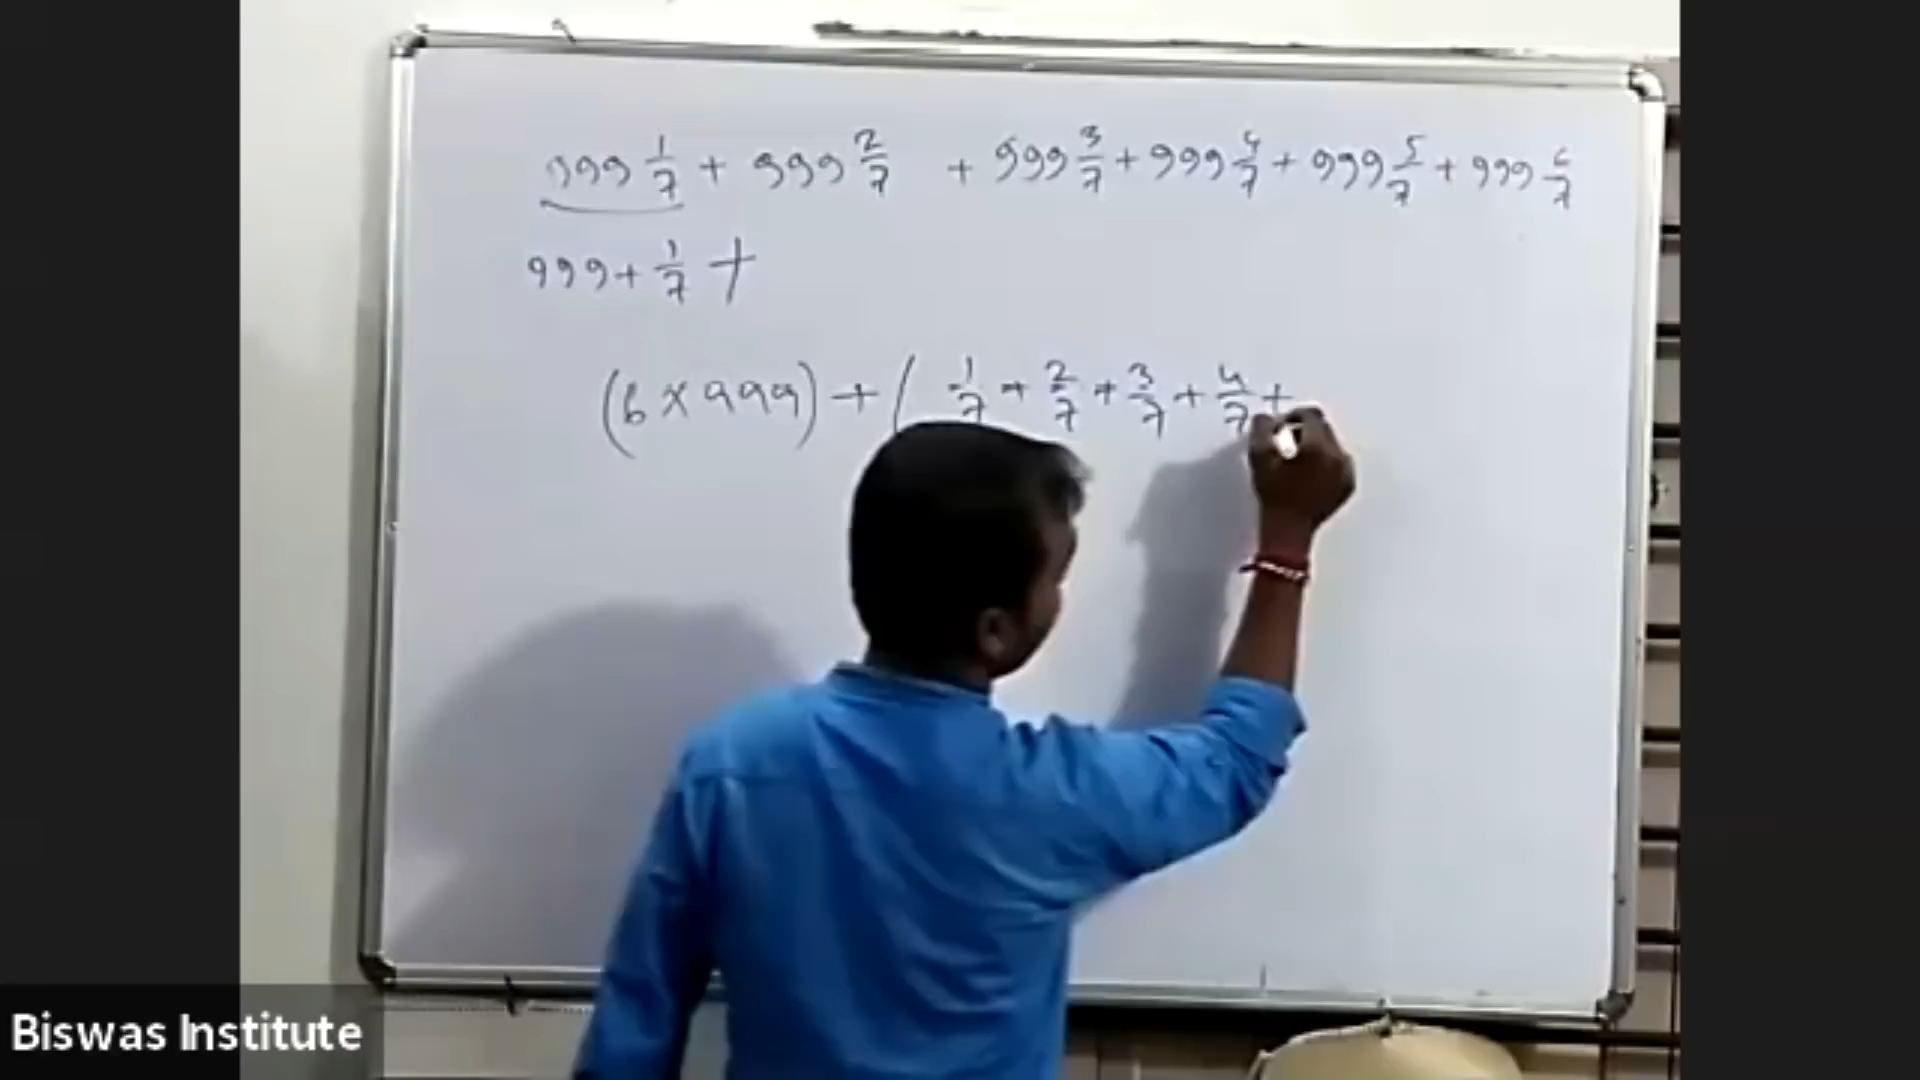 999 1/7 + 999 2/7 + 999 3/7 + 999 4/7 + 999 5/7 + 999 6/7
999 + 1/7 +
(6 × 999) + ( 1/7 + 2/7 + 3/7 + 4/7 +
Biswas Institute